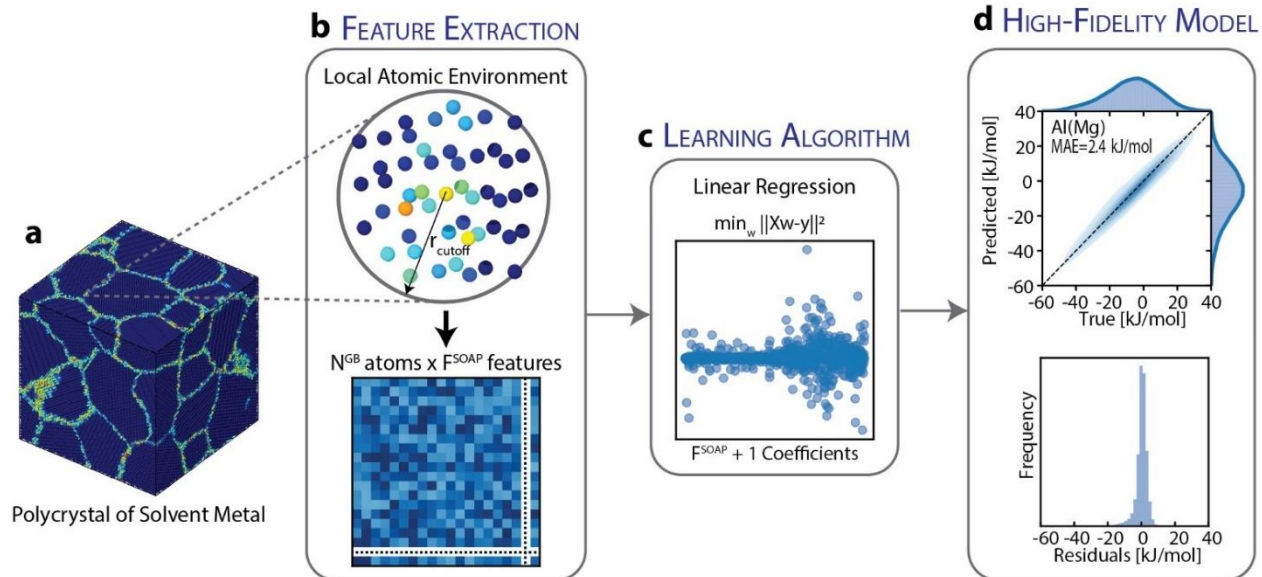 a
Polycrystal of Solvent Metal
b FEATURE EXTRACTION
Local Atomic Environment
r cutoff
N^GB atoms x F^SOAP features
c LEARNING ALGORITHM
Linear Regression
min_w ||Xw-y||²
F^SOAP + 1 Coefficients
d HIGH-FIDELITY MODEL
Al(Mg)
MAE=2.4 kJ/mol
Predicted [kJ/mol]
40
20
0
-20
-40
-60
-60 -40 -20 0 20 40
True [kJ/mol]
Frequency
-60 -40 -20 0 20 40
Residuals [kJ/mol]